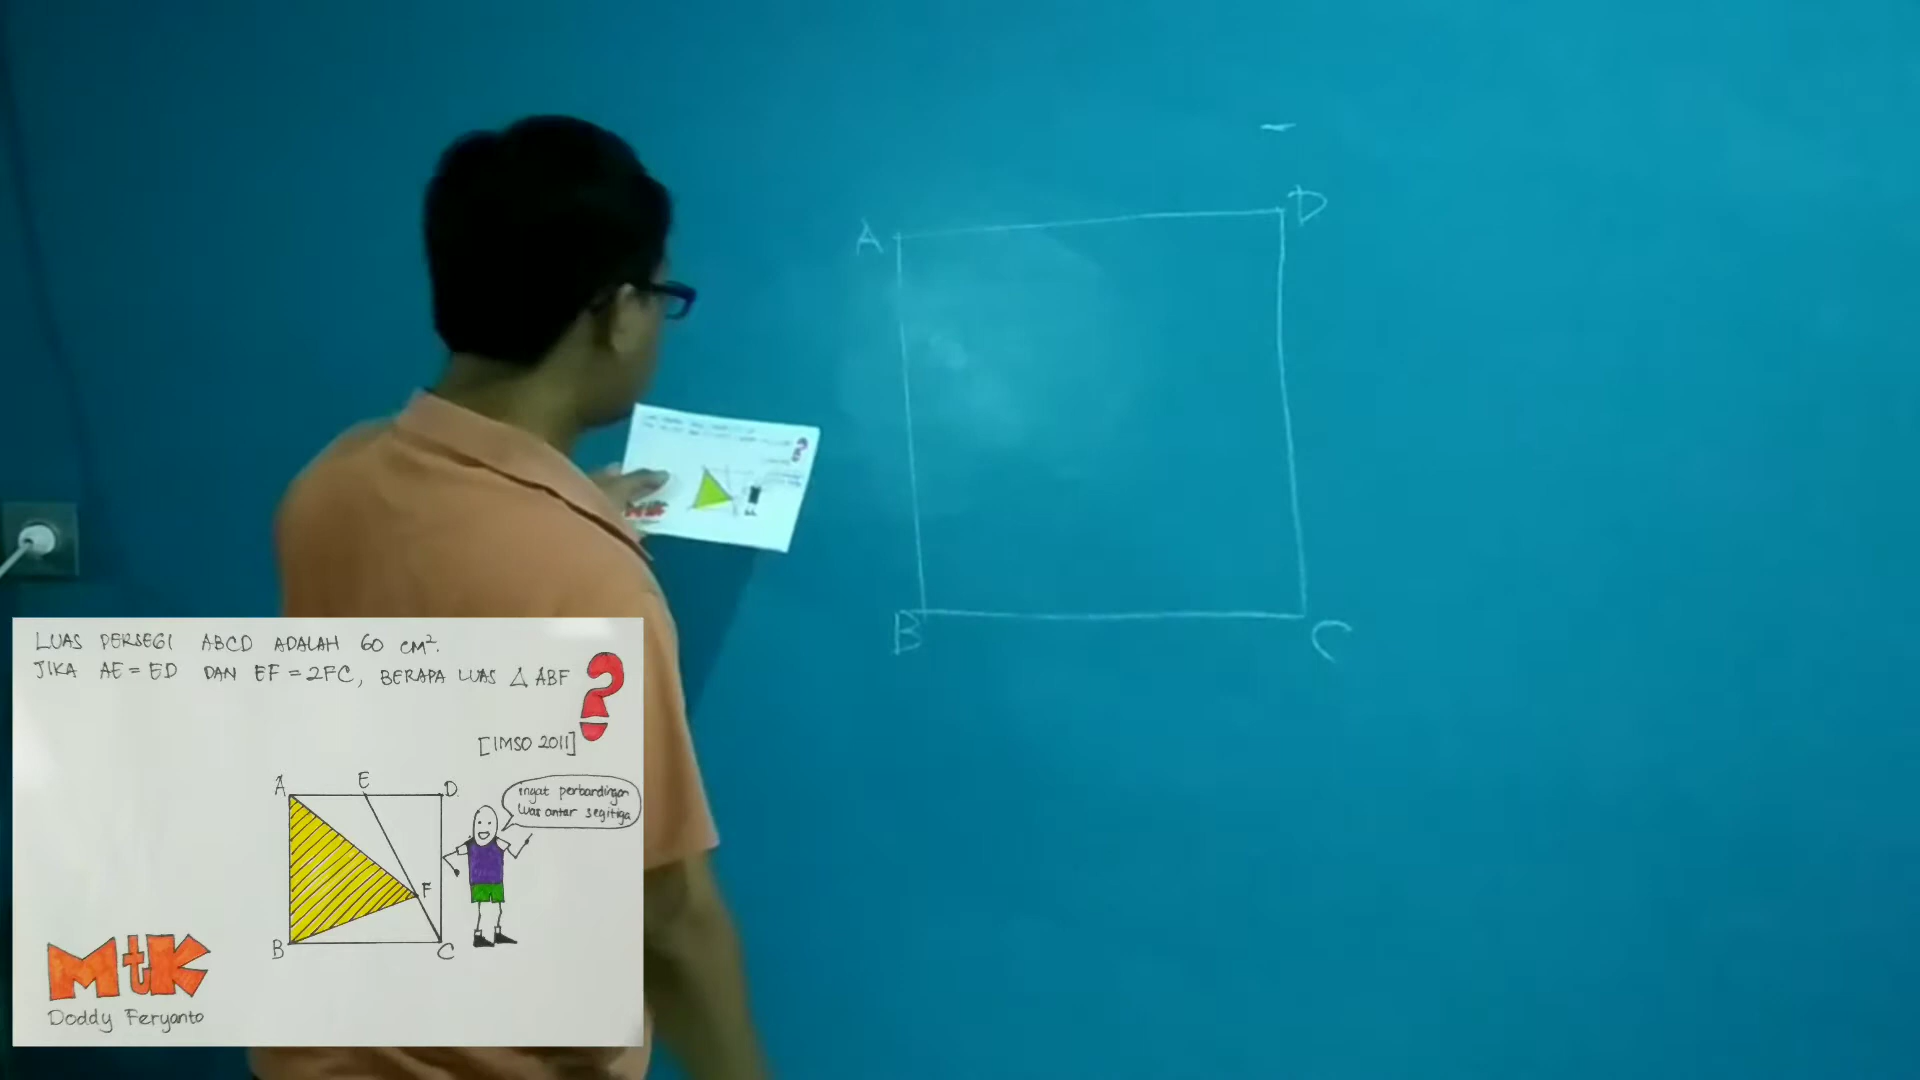 A
D
B
C
LUAS PERSEGI ABCD ADALAH 60 cm².
JIKA AE = ED DAN EF = 2FC, BERAPA LUAS △ ABF ?
[IMSO 2011]
A
E
D
ingat perbandingan
luas antar segitiga
F
B
C
MtK
Doddy Feryanto
MtK